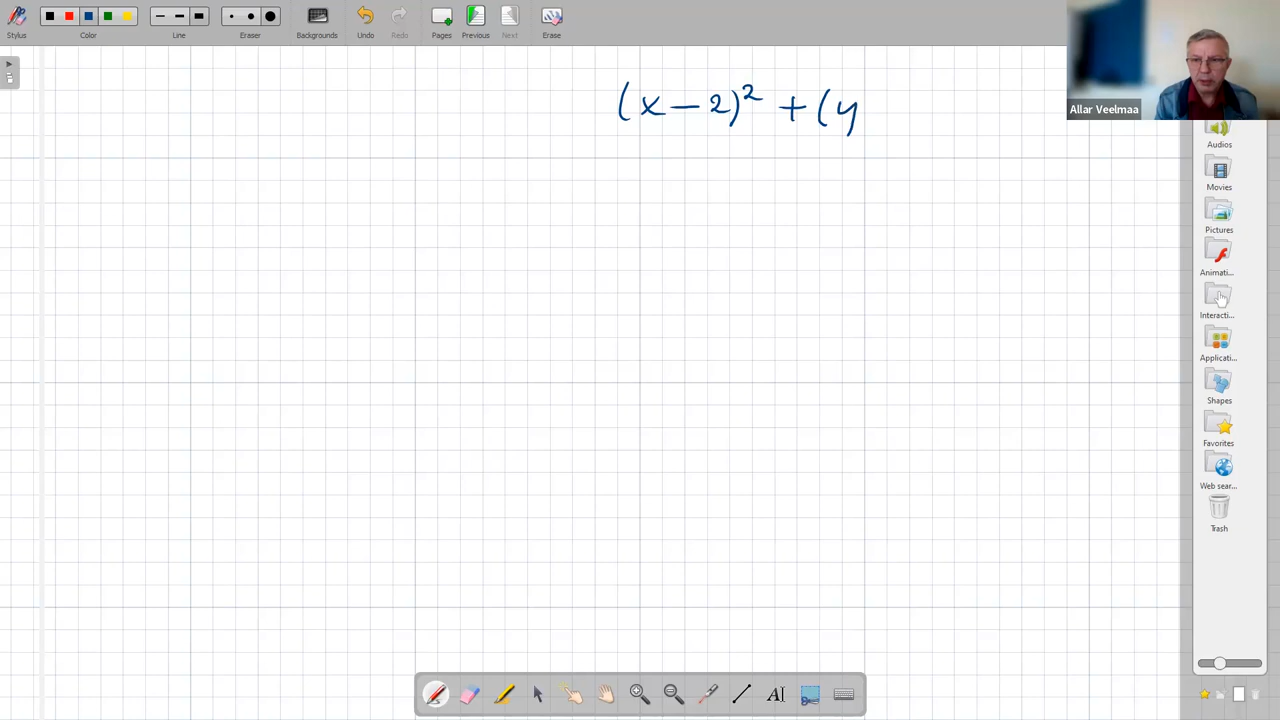 Stylus Color Line Eraser Backgrounds Undo Redo Pages Previous Next Erase
(x-2)² + (y
Allar Veelmaa
Audios
Movies
Pictures
Animati...
Interacti...
Applicati...
Shapes
Favorites
Web sear...
Trash
AI